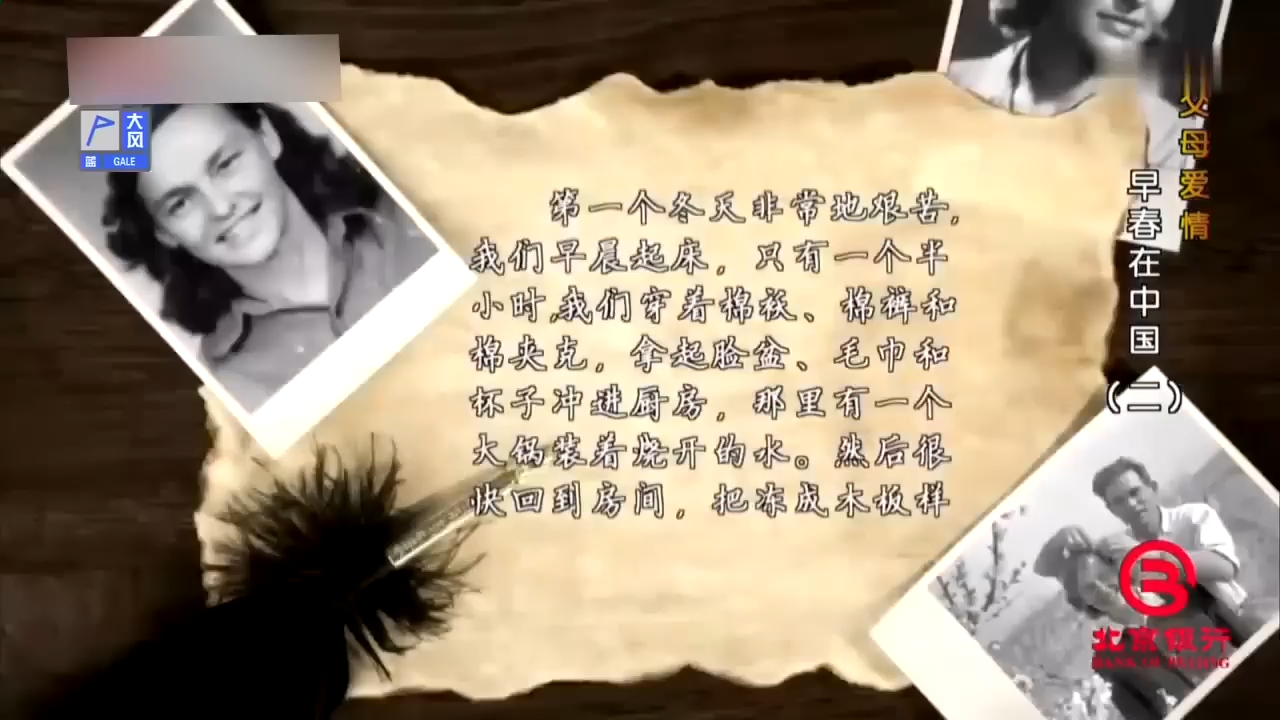 大风
蓝 GALE
父母爱情
早春在中国
(二)
第一个冬天非常地艰苦,
我们早晨起床，只有一个半
小时,我们穿着棉袄、棉裤和
棉夹克，拿起脸盆、毛巾和
杯子冲进厨房，那里有一个
大锅装着烧开的水。然后很
快回到房间，把冻成木板样
北京银行
BANK OF BEIJING